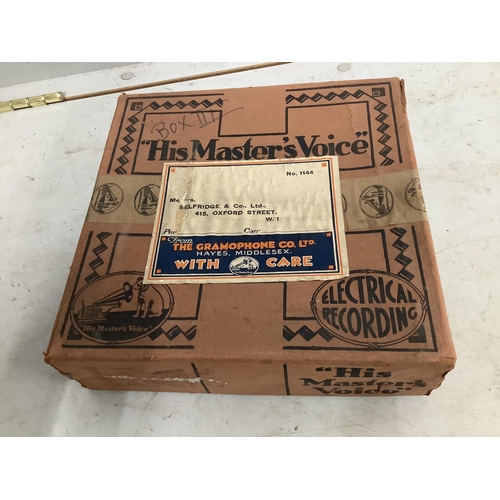 BOX III
"His Master's Voice"
No. 1144
Messrs.
SELFRIDGE & Co., Ltd.,
415, OXFORD STREET,
W. 1
Per Carr
From
THE GRAMOPHONE CO. LTD.
HAYES, MIDDLESEX.
WITH CARE
"His Master's Voice"
ELECTRICAL
RECORDING
"His
Master's
Voice"